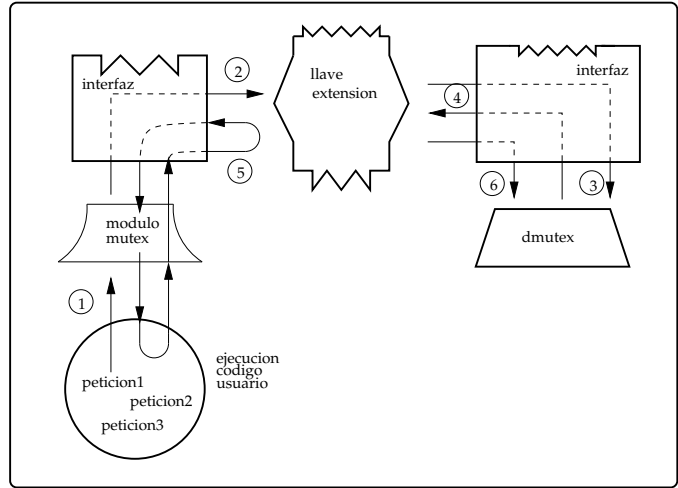 interfaz
2
llave
extension
interfaz
4
5
6
3
modulo
mutex
dmutex
1
ejecucion
codigo
usuario
peticion1
peticion2
peticion3